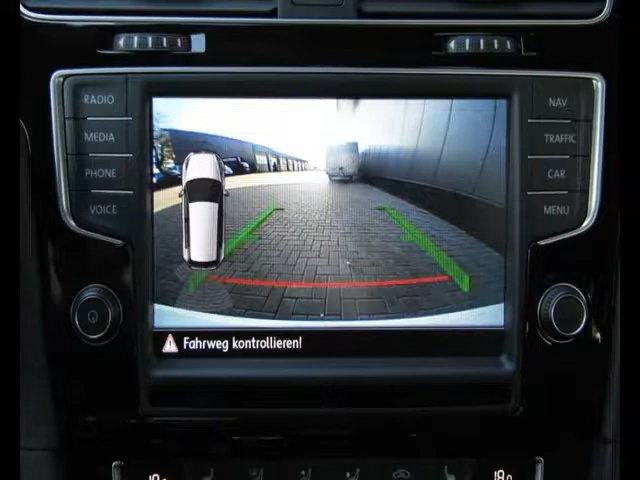 RADIO
MEDIA
PHONE
VOICE
NAV
TRAFFIC
CAR
MENU
Fahrweg kontrollieren!